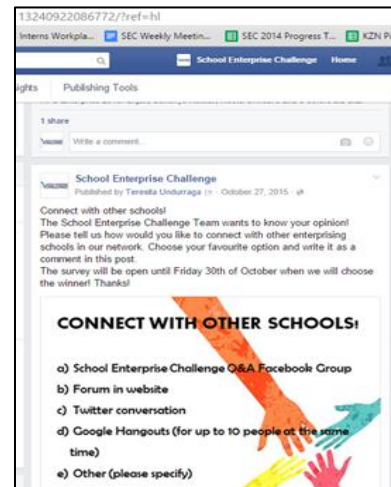 13240922086772/?ref=hl
Interns Workpla... SEC Weekly Meetin... SEC 2014 Progress T... KZN Pi
School Enterprise Challenge Home
ights Publishing Tools
1 share
Write a comment...
School Enterprise Challenge
Published by Teresita Undurraga · October 27, 2015 ·
Connect with other schools!
The School Enterprise Challenge Team wants to know your opinion!
Please tell us how would you like to connect with other enterprising
schools in our network. Choose your favourite option and write it as a
comment in this post.
The survey will be open until Friday 30th of October when we will choose
the winner! Thanks!
CONNECT WITH OTHER SCHOOLS!
a) School Enterprise Challenge Q&A Facebook Group
b) Forum in website
c) Twitter conversation
d) Google Hangouts (for up to 10 people at the same
time)
e) Other (please specify)